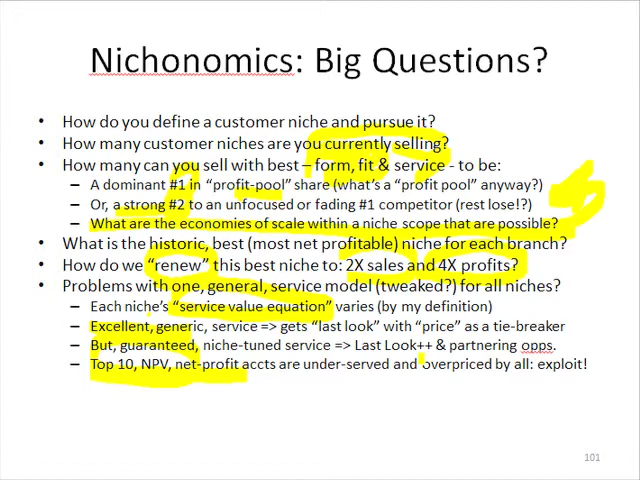 Nichonomics: Big Questions?
• How do you define a customer niche and pursue it?
• How many customer niches are you currently selling?
• How many can you sell with best – form, fit & service - to be:
– A dominant #1 in “profit-pool” share (what’s a “profit pool” anyway?)
– Or, a strong #2 to an unfocused or fading #1 competitor (rest lose!?)
– What are the economies of scale within a niche scope that are possible?
• What is the historic, best (most net profitable) niche for each branch?
• How do we “renew” this best niche to: 2X sales and 4X profits?
• Problems with one, general, service model (tweaked?) for all niches?
– Each niche’s “service value equation” varies (by my definition)
– Excellent, generic, service => gets “last look” with “price” as a tie-breaker
– But, guaranteed, niche-tuned service => Last Look++ & partnering opps.
– Top 10, NPV, net-profit accts are under-served and overpriced by all: exploit!
101